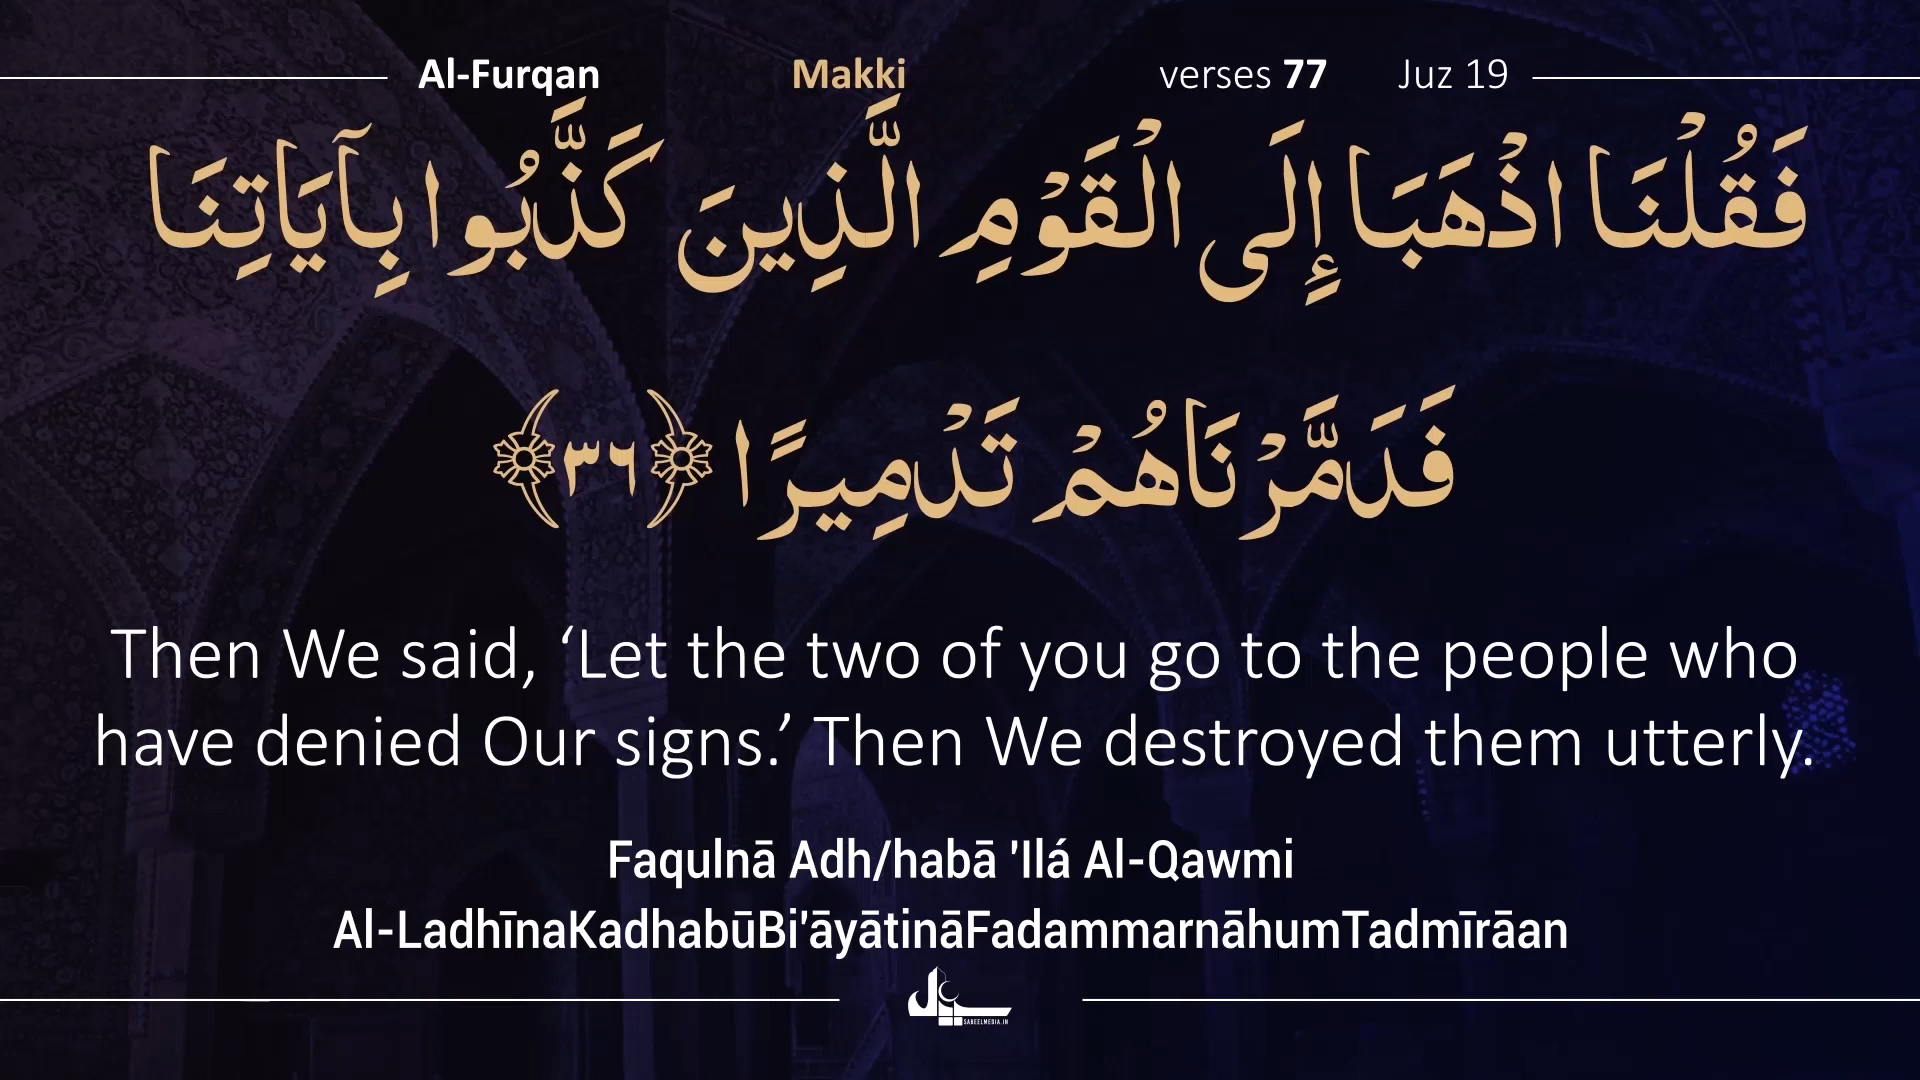 Al-Furqan Makki verses 77 Juz 19
فَقُلْنَا اذْهَبَا إِلَى الْقَوْمِ الَّذِينَ كَذَّبُوا بِآيَاتِنَا
فَدَمَّرْنَاهُمْ تَدْمِيرًا ﴿٣٦﴾
Then We said, ‘Let the two of you go to the people who
have denied Our signs.’ Then We destroyed them utterly.
Faqulnā Adh/habā 'Ilá Al-Qawmi
Al-LadhīnaKadhabūBi'āyātināFadammarnāhumTadmīrāan
SABEELMEDIA.IN